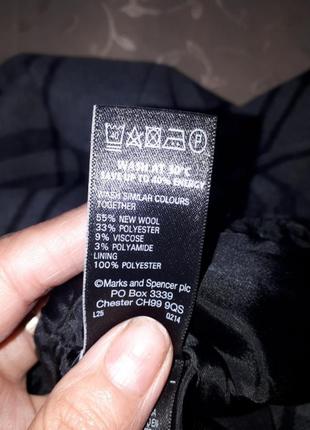 P
WASH AT 30°C
SAVE UP TO 40% ENERGY
WASH SIMILAR COLOURS
TOGETHER
55% NEW WOOL
33% POLYESTER
9% VISCOSE
3% POLYAMIDE
LINING
100% POLYESTER
©Marks and Spencer plc
PO Box 3339
Chester CH99 9QS
L25 0214